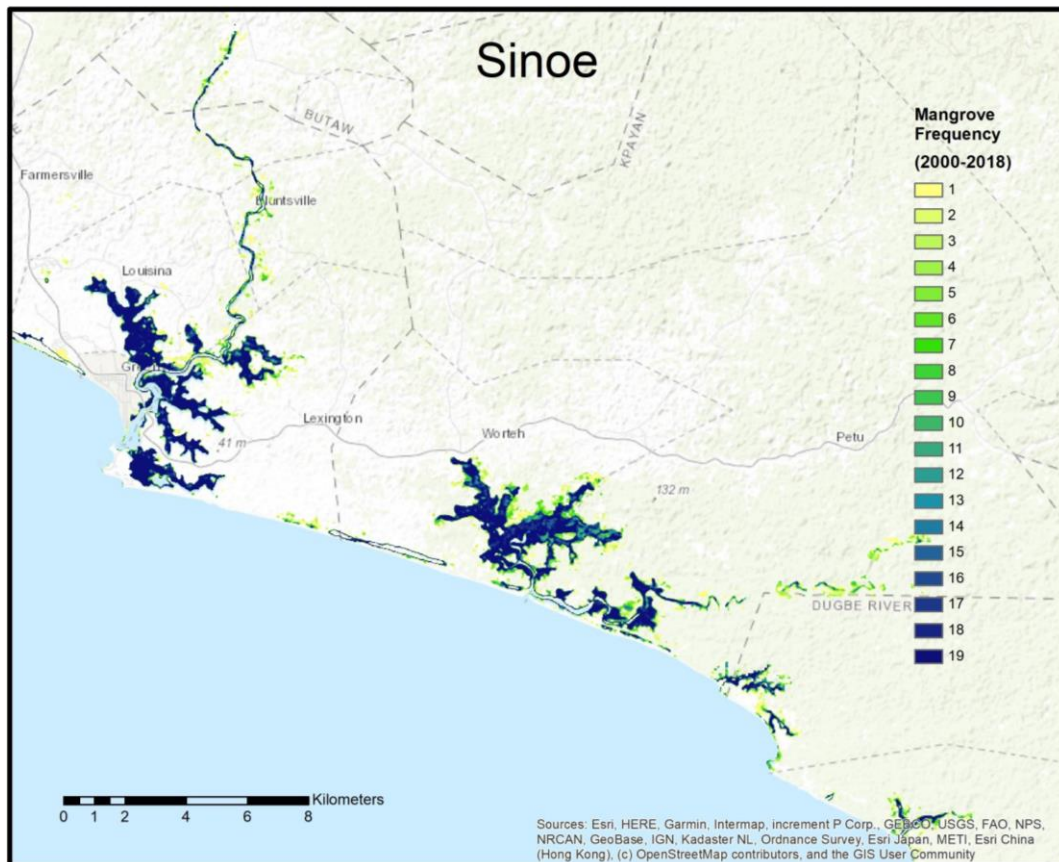 Sinoe
BUTAW
KPAYAN
Farmersville
Huntsville
Louisina
Lexington
41 m
Worteh
Petu
132 m
DUGBE RIVER
Mangrove
Frequency
(2000-2018)
1
2
3
4
5
6
7
8
9
10
11
12
13
14
15
16
17
18
19
Kilometers
0 1 2 4 6 8
Sources: Esri, HERE, Garmin, Intermap, increment P Corp., GEBCO, USGS, FAO, NPS,
NRCAN, GeoBase, IGN, Kadaster NL, Ordnance Survey, Esri Japan, METI, Esri China
(Hong Kong), (c) OpenStreetMap contributors, and the GIS User Community